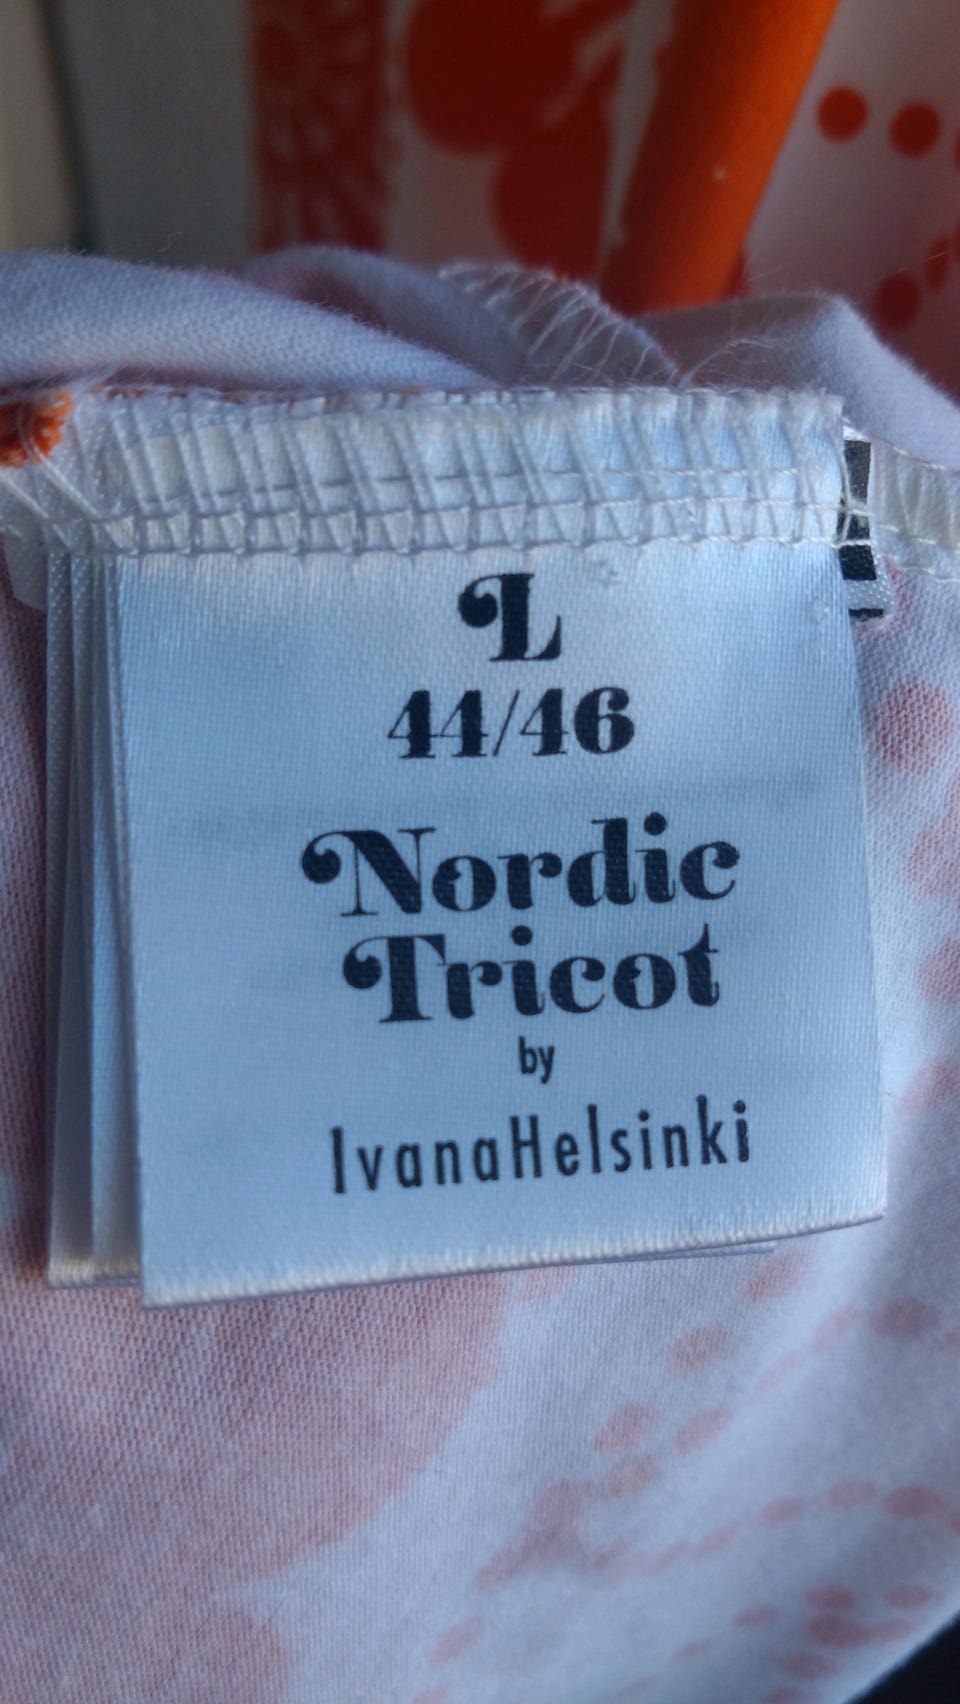 L
44/46
Nordic
Tricot
by
IvanaHelsinki